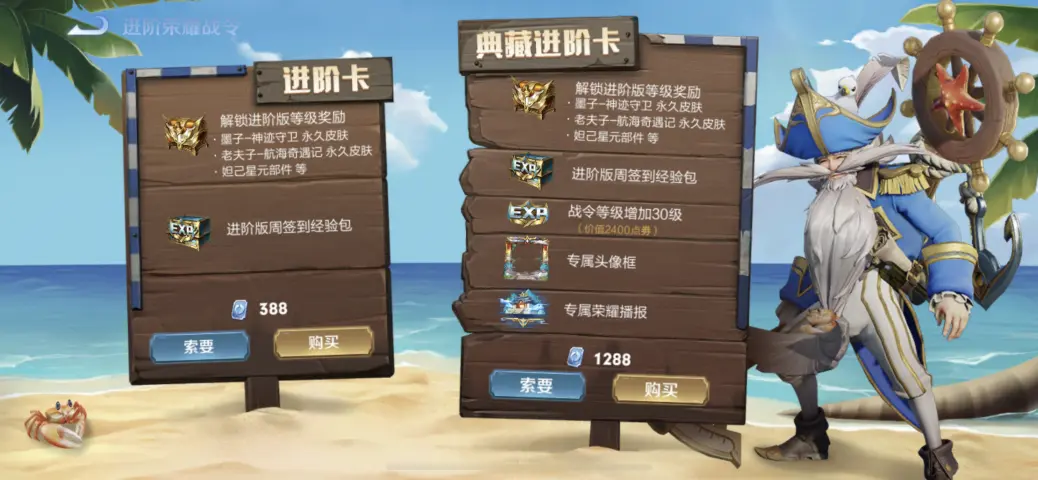 进阶荣耀战令
进阶卡
解锁进阶版等级奖励
·墨子-神迹守卫 永久皮肤
·老夫子-航海奇遇记 永久皮肤
·妲己星元部件 等
EXP
进阶版周签到经验包
388
索要
购买
典藏进阶卡
解锁进阶版等级奖励
·墨子-神迹守卫 永久皮肤
·老夫子-航海奇遇记 永久皮肤
·妲己星元部件 等
EXP
进阶版周签到经验包
EXP
战令等级增加30级
(价值2400点券)
专属头像框
专属荣耀播报
1288
索要
购买